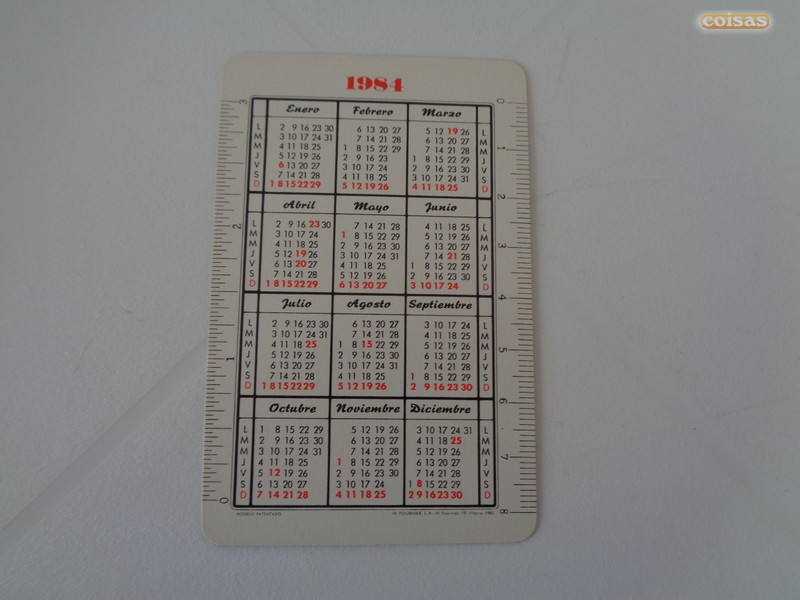 coisas
1984
Enero Febrero Marzo
L 2 9 16 23 30 6 13 20 27 5 12 19 26 L
M 3 10 17 24 31 7 14 21 28 6 13 20 27 M
M 4 11 18 25 1 8 15 22 29 7 14 21 28 M
J 5 12 19 26 2 9 16 23 1 8 15 22 29 J
V 6 13 20 27 3 10 17 24 2 9 16 23 30 V
S 7 14 21 28 4 11 18 25 3 10 17 24 31 S
D 1 8 15 22 29 5 12 19 26 4 11 18 25 D
Abril Mayo Junio
L 2 9 16 23 30 7 14 21 28 4 11 18 25 L
M 3 10 17 24 1 8 15 22 29 5 12 19 26 M
M 4 11 18 25 2 9 16 23 30 6 13 20 27 M
J 5 12 19 26 3 10 17 24 31 7 14 21 28 J
V 6 13 20 27 4 11 18 25 1 8 15 22 29 V
S 7 14 21 28 5 12 19 26 2 9 16 23 30 S
D 1 8 15 22 29 6 13 20 27 3 10 17 24 D
Julio Agosto Septiembre
L 2 9 16 23 30 6 13 20 27 3 10 17 24 L
M 3 10 17 24 31 7 14 21 28 4 11 18 25 M
M 4 11 18 25 1 8 15 22 29 5 12 19 26 M
J 5 12 19 26 2 9 16 23 30 6 13 20 27 J
V 6 13 20 27 3 10 17 24 31 7 14 21 28 V
S 7 14 21 28 4 11 18 25 1 8 15 22 29 S
D 1 8 15 22 29 5 12 19 26 2 9 16 23 30 D
Octubre Noviembre Diciembre
L 1 8 15 22 29 5 12 19 26 3 10 17 24 31 L
M 2 9 16 23 30 6 13 20 27 4 11 18 25 M
M 3 10 17 24 31 7 14 21 28 5 12 19 26 M
J 4 11 18 25 1 8 15 22 29 6 13 20 27 J
V 5 12 19 26 2 9 16 23 30 7 14 21 28 V
S 6 13 20 27 3 10 17 24 1 8 15 22 29 S
D 7 14 21 28 4 11 18 25 2 9 16 23 30 D
3
2
1
0
0
1
2
3
4
5
6
7
8
MODELO PATENTADO
H. FOURNIER, S. A.